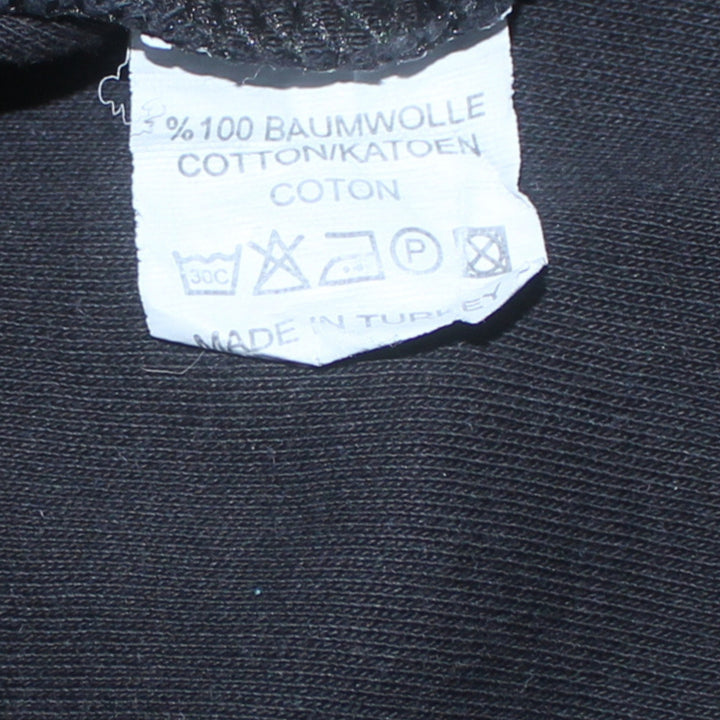 %100 BAUMWOLLE
COTTON/KATOEN
COTON
30C P
MADE IN TURKEY